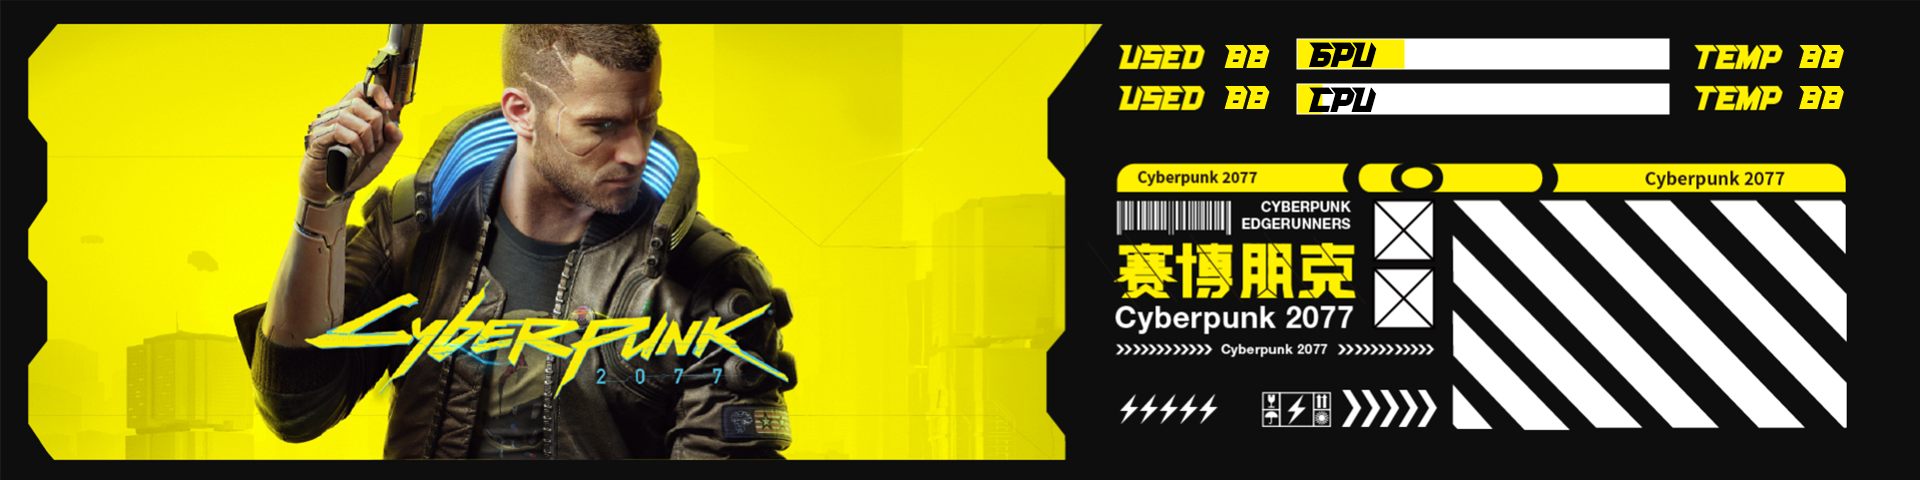 CYBERPUNK
2077
USED 88 GPU TEMP 88
USED 88 CPU TEMP 88
Cyberpunk 2077
Cyberpunk 2077
CYBERPUNK
EDGERUNNERS
赛博朋克
Cyberpunk 2077
Cyberpunk 2077